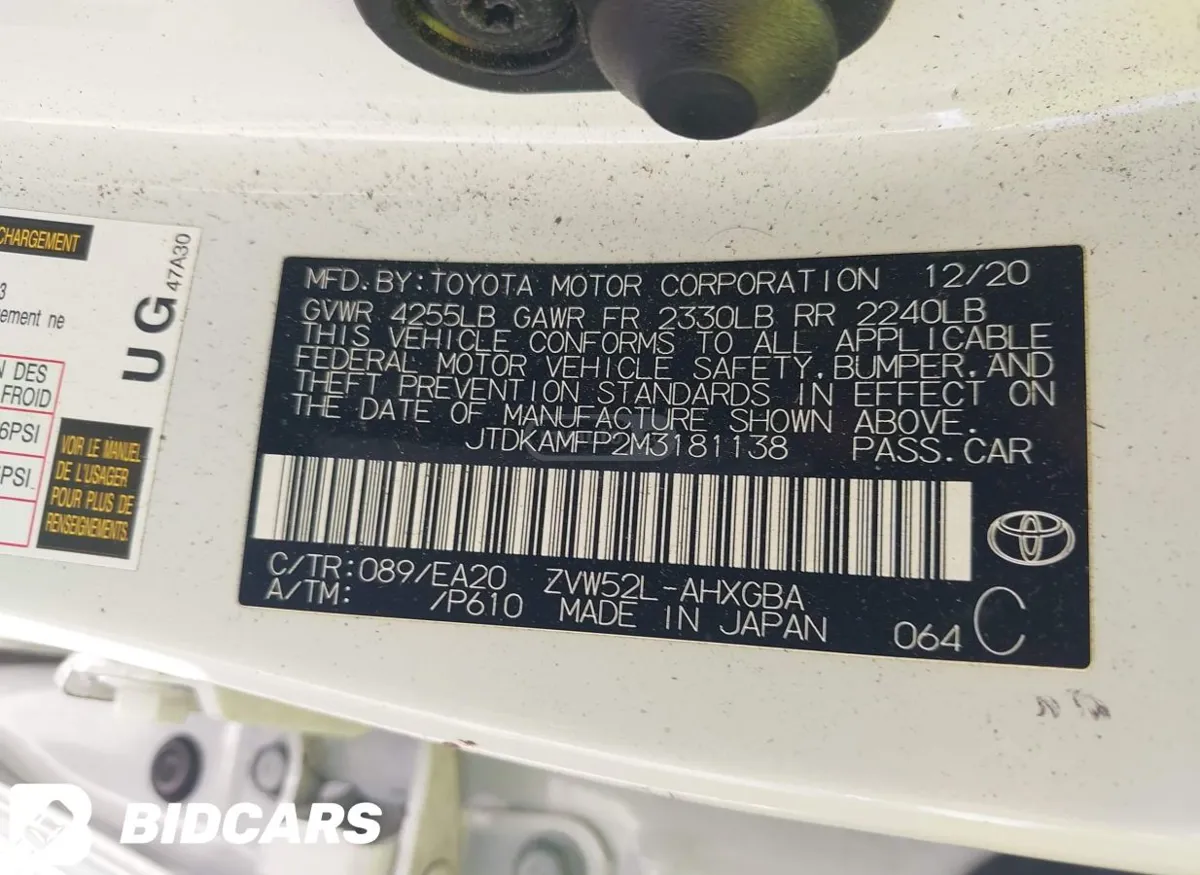 CHARGEMENT
47A30
UG
3
ement ne
N DES
FROID
6PSI
PSI.
VOIR LE MANUEL
DE L'USAGER
POUR PLUS DE
RENSEIGNEMENTS.
MFD. BY: TOYOTA MOTOR CORPORATION 12/20
GVWR 4255LB GAWR FR 2330LB RR 2240LB
THIS VEHICLE CONFORMS TO ALL APPLICABLE
FEDERAL MOTOR VEHICLE SAFETY, BUMPER, AND
THEFT PREVENTION STANDARDS IN EFFECT ON
THE DATE OF MANUFACTURE SHOWN ABOVE.
JTDKAMFP2M3181138 PASS. CAR
C/TR: 089/EA20 ZVW52L-AHXGBA
A/TM: /P610 MADE IN JAPAN 064 C
BIDCARS